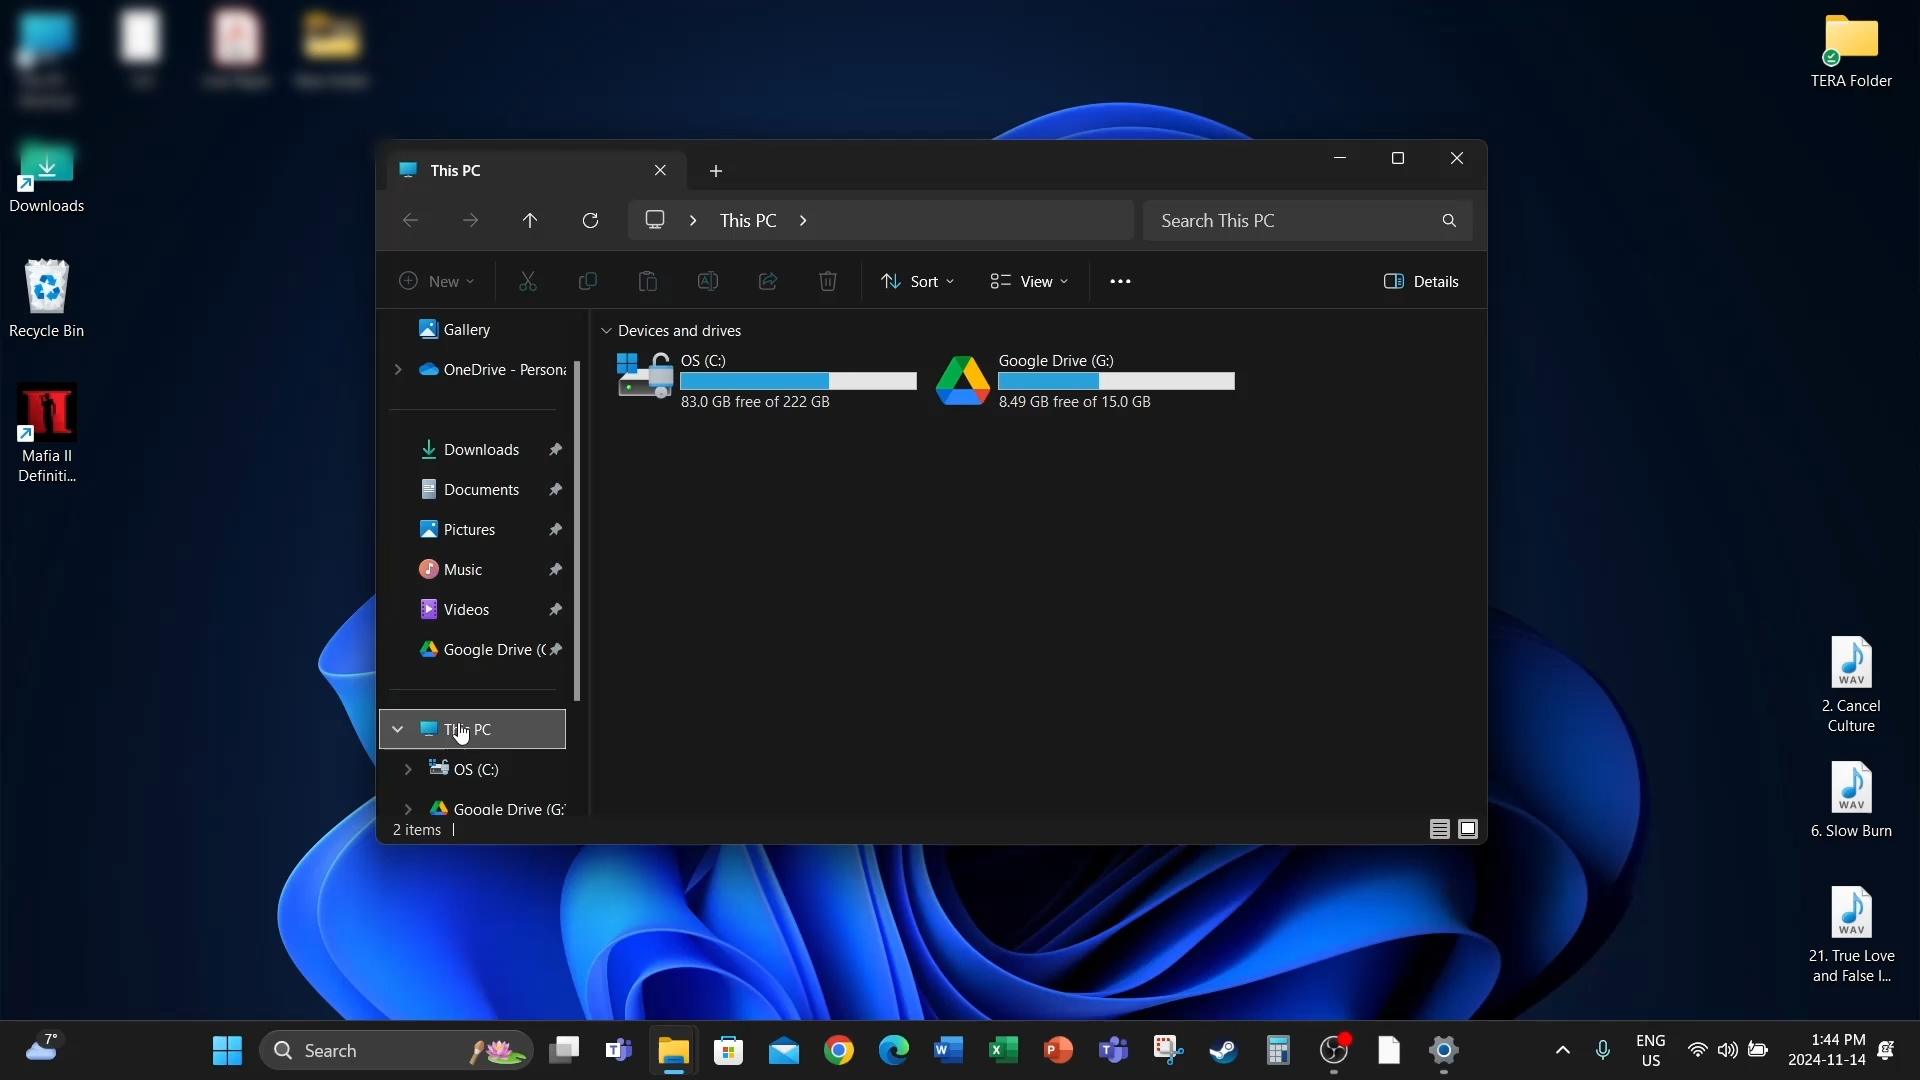 TERA Folder
Downloads
Recycle Bin
Mafia II
Definiti...
This PC
This PC
Search This PC
New
Sort
View
Details
Gallery
OneDrive - Persona
Downloads
Documents
Pictures
Music
Videos
Google Drive (G
This PC
OS (C:)
Google Drive (G:
Devices and drives
OS (C:)
83.0 GB free of 222 GB
Google Drive (G:)
8.49 GB free of 15.0 GB
2 items
WAV
2. Cancel
Culture
WAV
6. Slow Burn
WAV
21. True Love
and False I...
7°
Search
ENG
US
1:44 PM
2024-11-14